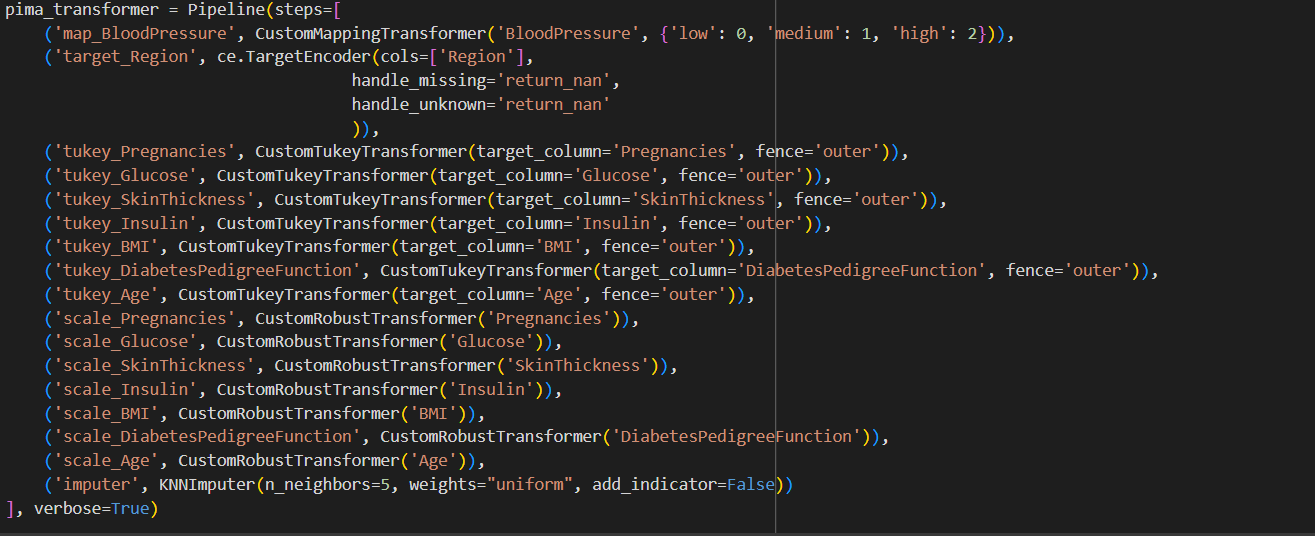 pima_transformer = Pipeline(steps=[
    ('map_BloodPressure', CustomMappingTransformer('BloodPressure', {'low': 0, 'medium': 1, 'high': 2})),
    ('target_Region', ce.TargetEncoder(cols=['Region'],
                                    handle_missing='return_nan',
                                    handle_unknown='return_nan'
                                    )),
    ('tukey_Pregnancies', CustomTukeyTransformer(target_column='Pregnancies', fence='outer')),
    ('tukey_Glucose', CustomTukeyTransformer(target_column='Glucose', fence='outer')),
    ('tukey_SkinThickness', CustomTukeyTransformer(target_column='SkinThickness', fence='outer')),
    ('tukey_Insulin', CustomTukeyTransformer(target_column='Insulin', fence='outer')),
    ('tukey_BMI', CustomTukeyTransformer(target_column='BMI', fence='outer')),
    ('tukey_DiabetesPedigreeFunction', CustomTukeyTransformer(target_column='DiabetesPedigreeFunction', fence='outer')),
    ('tukey_Age', CustomTukeyTransformer(target_column='Age', fence='outer')),
    ('scale_Pregnancies', CustomRobustTransformer('Pregnancies')),
    ('scale_Glucose', CustomRobustTransformer('Glucose')),
    ('scale_SkinThickness', CustomRobustTransformer('SkinThickness')),
    ('scale_Insulin', CustomRobustTransformer('Insulin')),
    ('scale_BMI', CustomRobustTransformer('BMI')),
    ('scale_DiabetesPedigreeFunction', CustomRobustTransformer('DiabetesPedigreeFunction')),
    ('scale_Age', CustomRobustTransformer('Age')),
    ('imputer', KNNImputer(n_neighbors=5, weights="uniform", add_indicator=False))
], verbose=True)